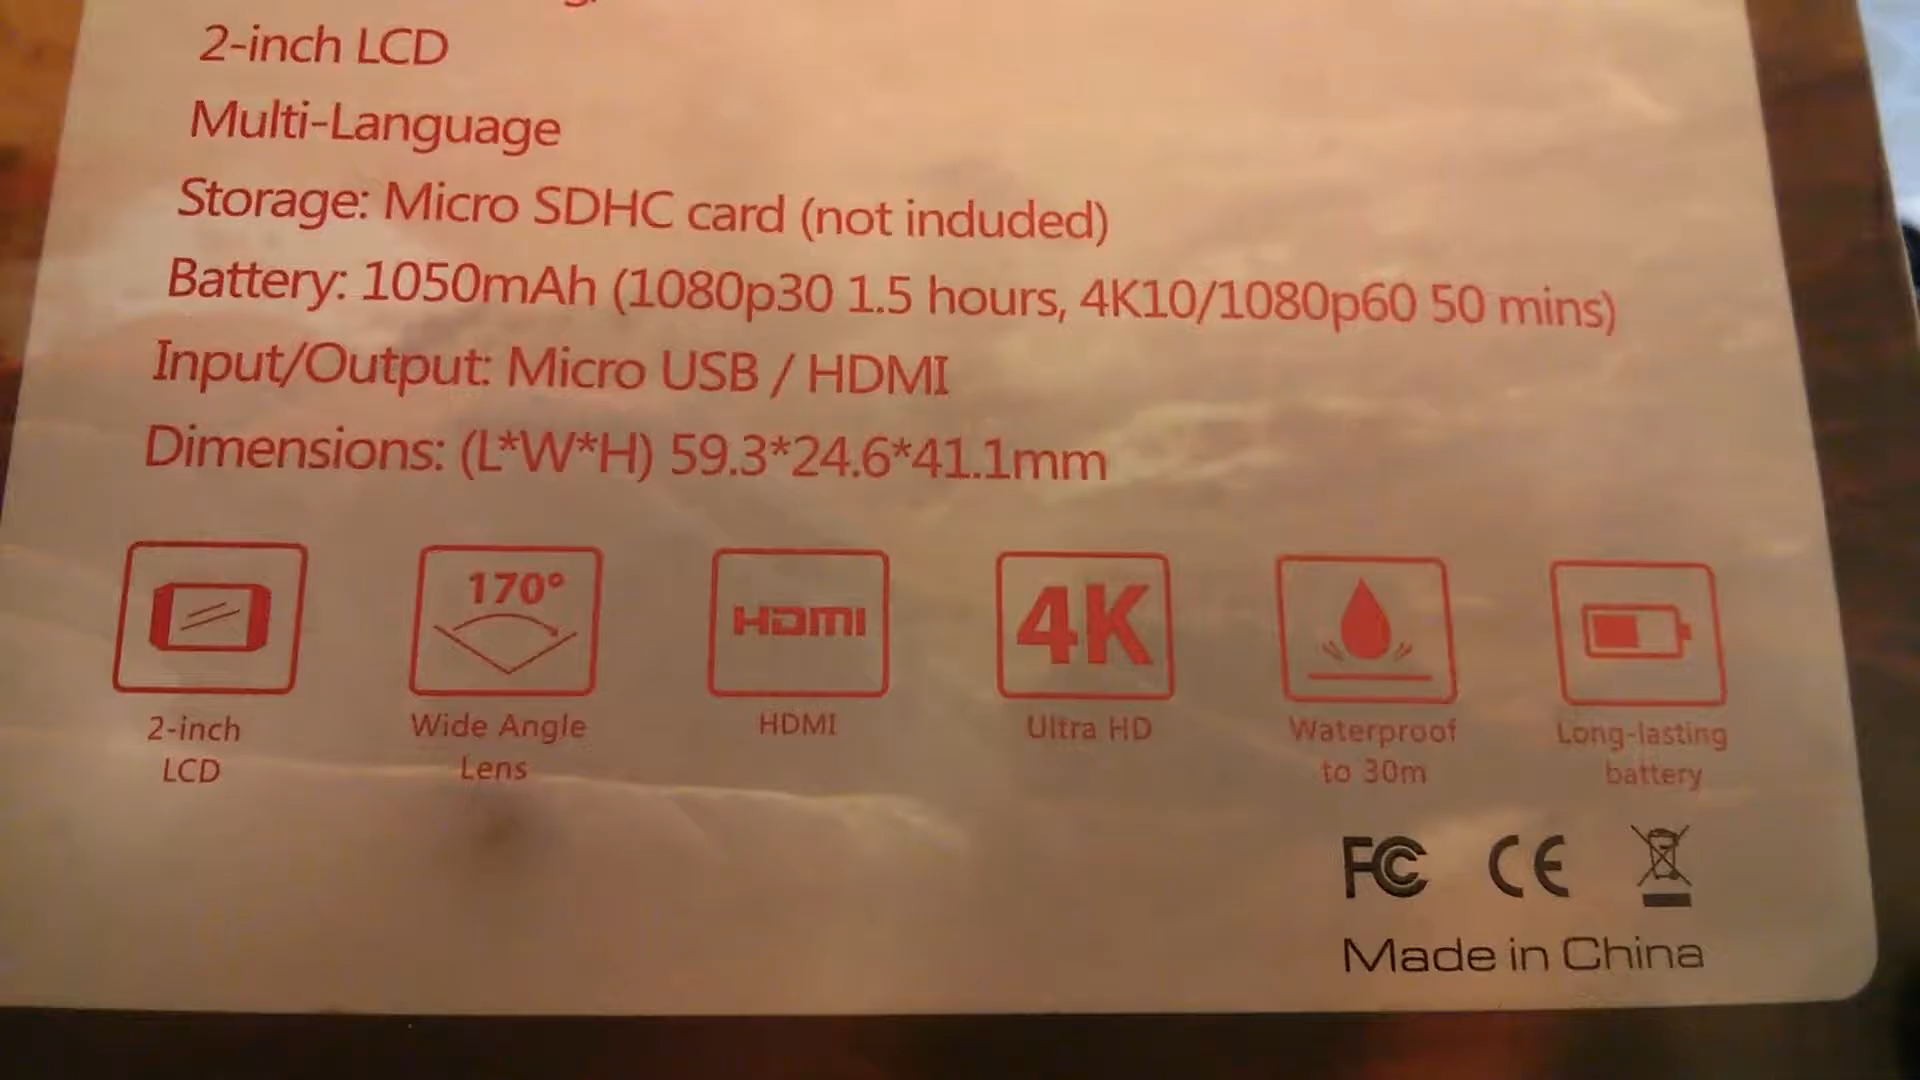 2-inch LCD
Multi-Language
Storage: Micro SDHC card (not induded)
Battery: 1050mAh (1080p30 1.5 hours, 4K10/1080p60 50 mins)
Input/Output: Micro USB / HDMI
Dimensions: (L*W*H) 59.3*24.6*41.1mm
170°
HDMI
4K
2-inch
LCD
Wide Angle
Lens
HDMI
Ultra HD
Waterproof
to 30m
Long-lasting
battery
FC CE
Made in China